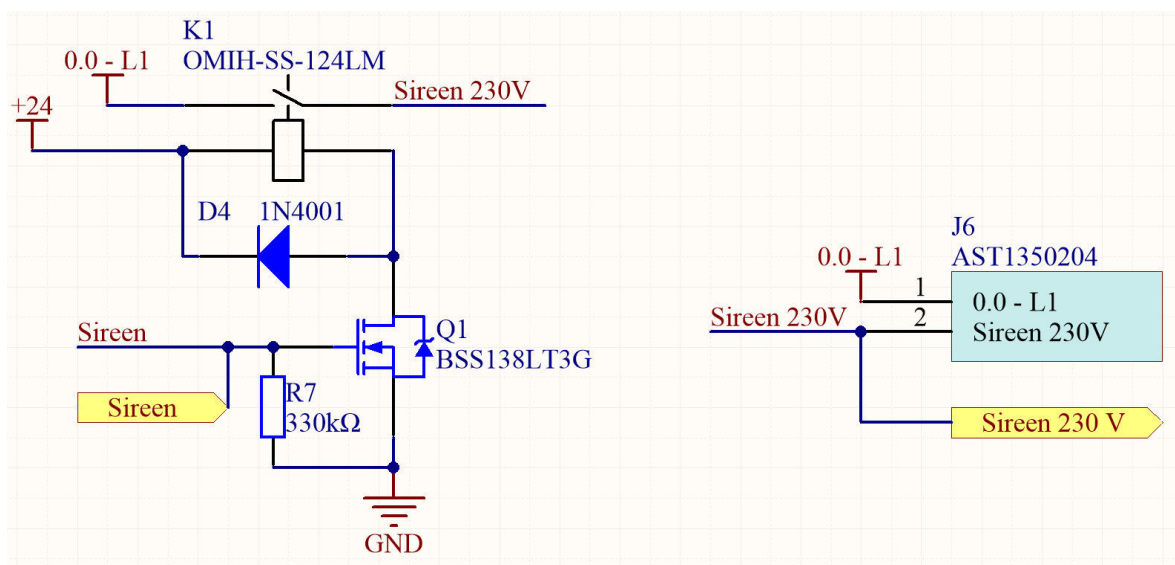 K1
OMIH-SS-124LM
0.0 - L1
Sireen 230V
+24
D4 1N4001
Sireen
Q1
BSS138LT3G
Sireen
R7
330kΩ
GND
J6
AST1350204
0.0 - L1
1
0.0 - L1
Sireen 230V
2
Sireen 230V
Sireen 230 V